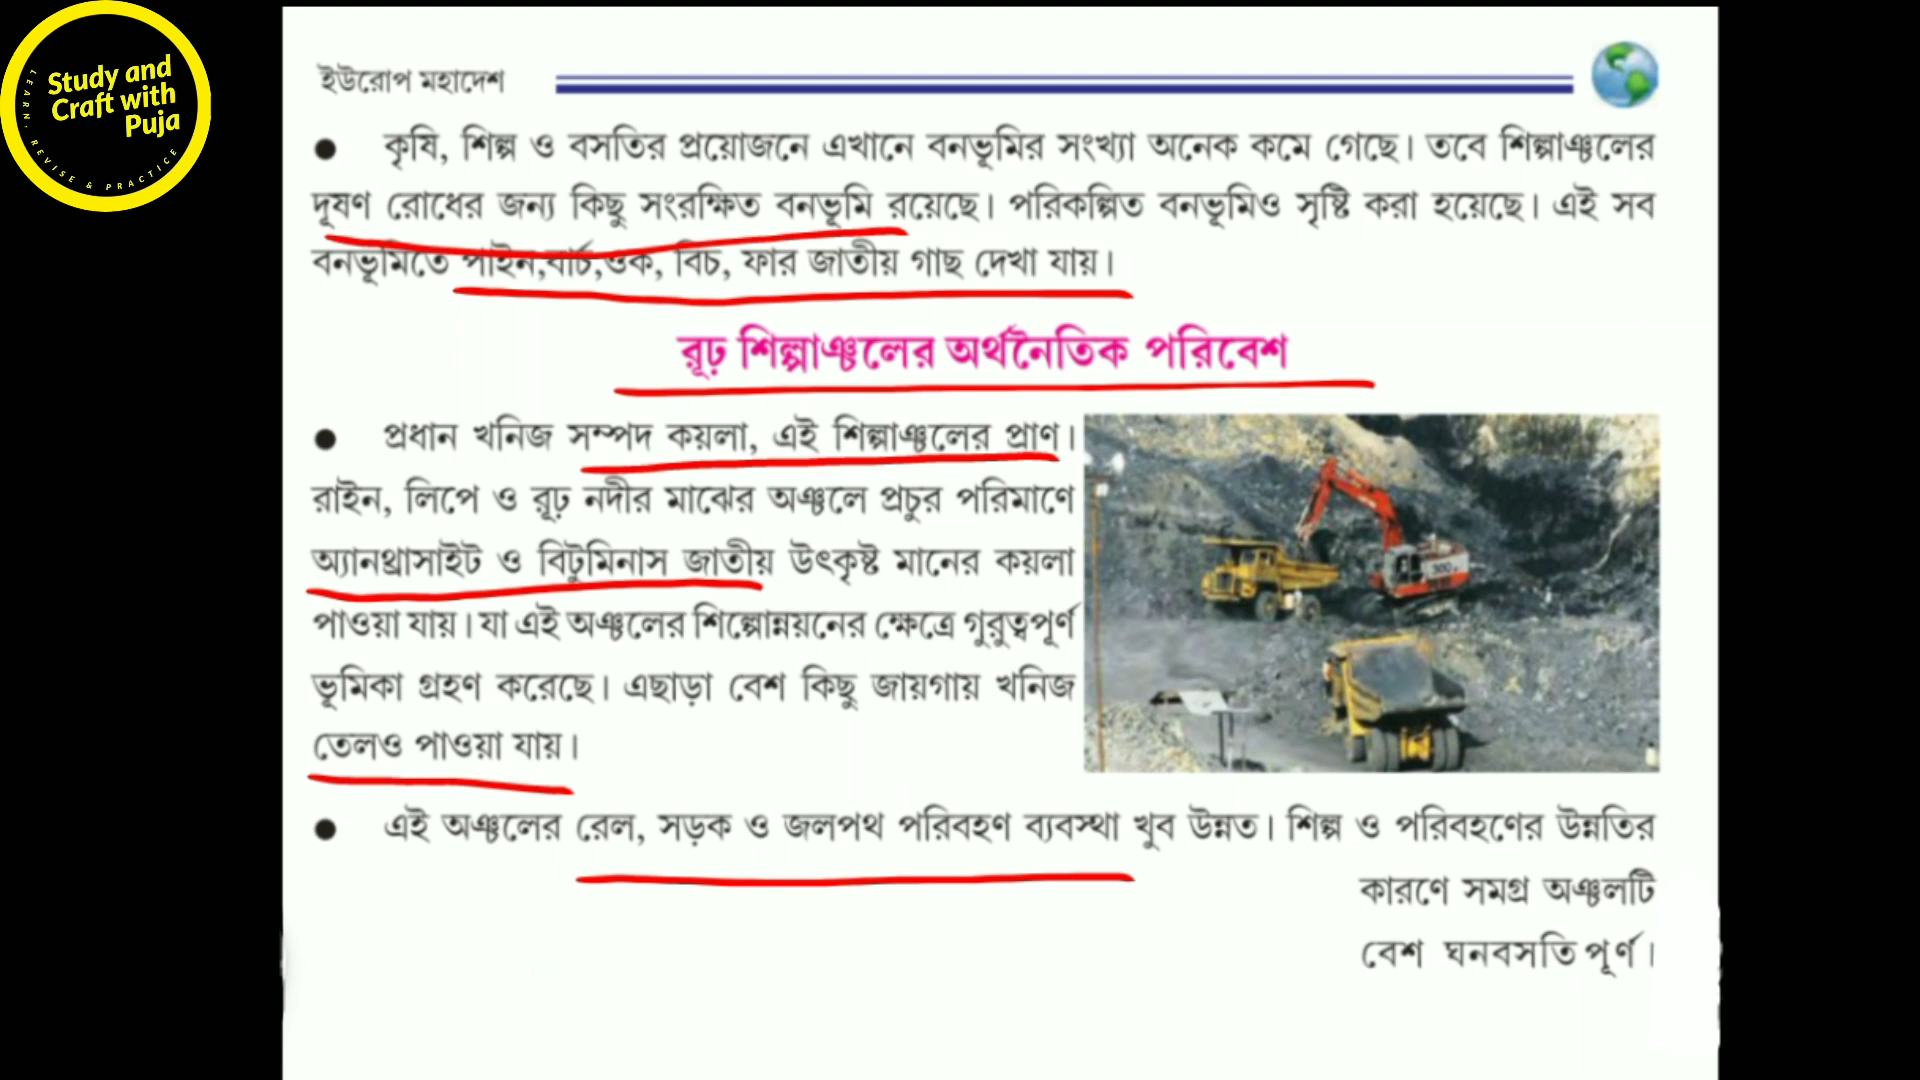 Study and
Craft with
Puja
LEARN, REVISE & PRACTICE
ইউরোপ মহাদেশ
● কৃষি, শিল্প ও বসতির প্রয়োজনে এখানে বনভূমির সংখ্যা অনেক কমে গেছে। তবে শিল্পাঞ্চলের
দূষণ রোধের জন্য কিছু সংরক্ষিত বনভূমি রয়েছে। পরিকল্পিত বনভূমিও সৃষ্টি করা হয়েছে। এই সব
বনভূমিতে পাইন,বার্চ,ওক, বিচ, ফার জাতীয় গাছ দেখা যায়।
রূঢ় শিল্পাঞ্চলের অর্থনৈতিক পরিবেশ
● প্রধান খনিজ সম্পদ কয়লা, এই শিল্পাঞ্চলের প্রাণ।
রাইন, লিপে ও রূঢ় নদীর মাঝের অঞ্চলে প্রচুর পরিমাণে
অ্যানথ্রাসাইট ও বিটুমিনাস জাতীয় উৎকৃষ্ট মানের কয়লা
পাওয়া যায়। যা এই অঞ্চলের শিল্পোন্নয়নের ক্ষেত্রে গুরুত্বপূর্ণ
ভূমিকা গ্রহণ করেছে। এছাড়া বেশ কিছু জায়গায় খনিজ
তেলও পাওয়া যায়।
● এই অঞ্চলের রেল, সড়ক ও জলপথ পরিবহণ ব্যবস্থা খুব উন্নত। শিল্প ও পরিবহণের উন্নতির
কারণে সমগ্র অঞ্চলটি
বেশ ঘনবসতি পূর্ণ।